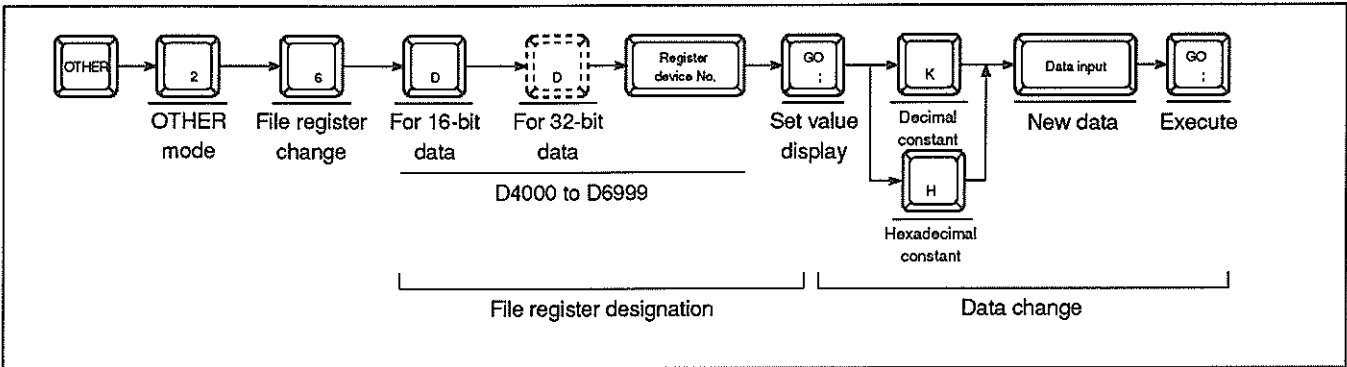 OTHER
2
6
D
D
Register
device No.
GO
;
K
Data input
GO
;
OTHER
mode
File register
change
For 16-bit
data
For 32-bit
data
Set value
display
Decimal
constant
New data
Execute
D4000 to D6999
H
Hexadecimal
constant
File register designation
Data change